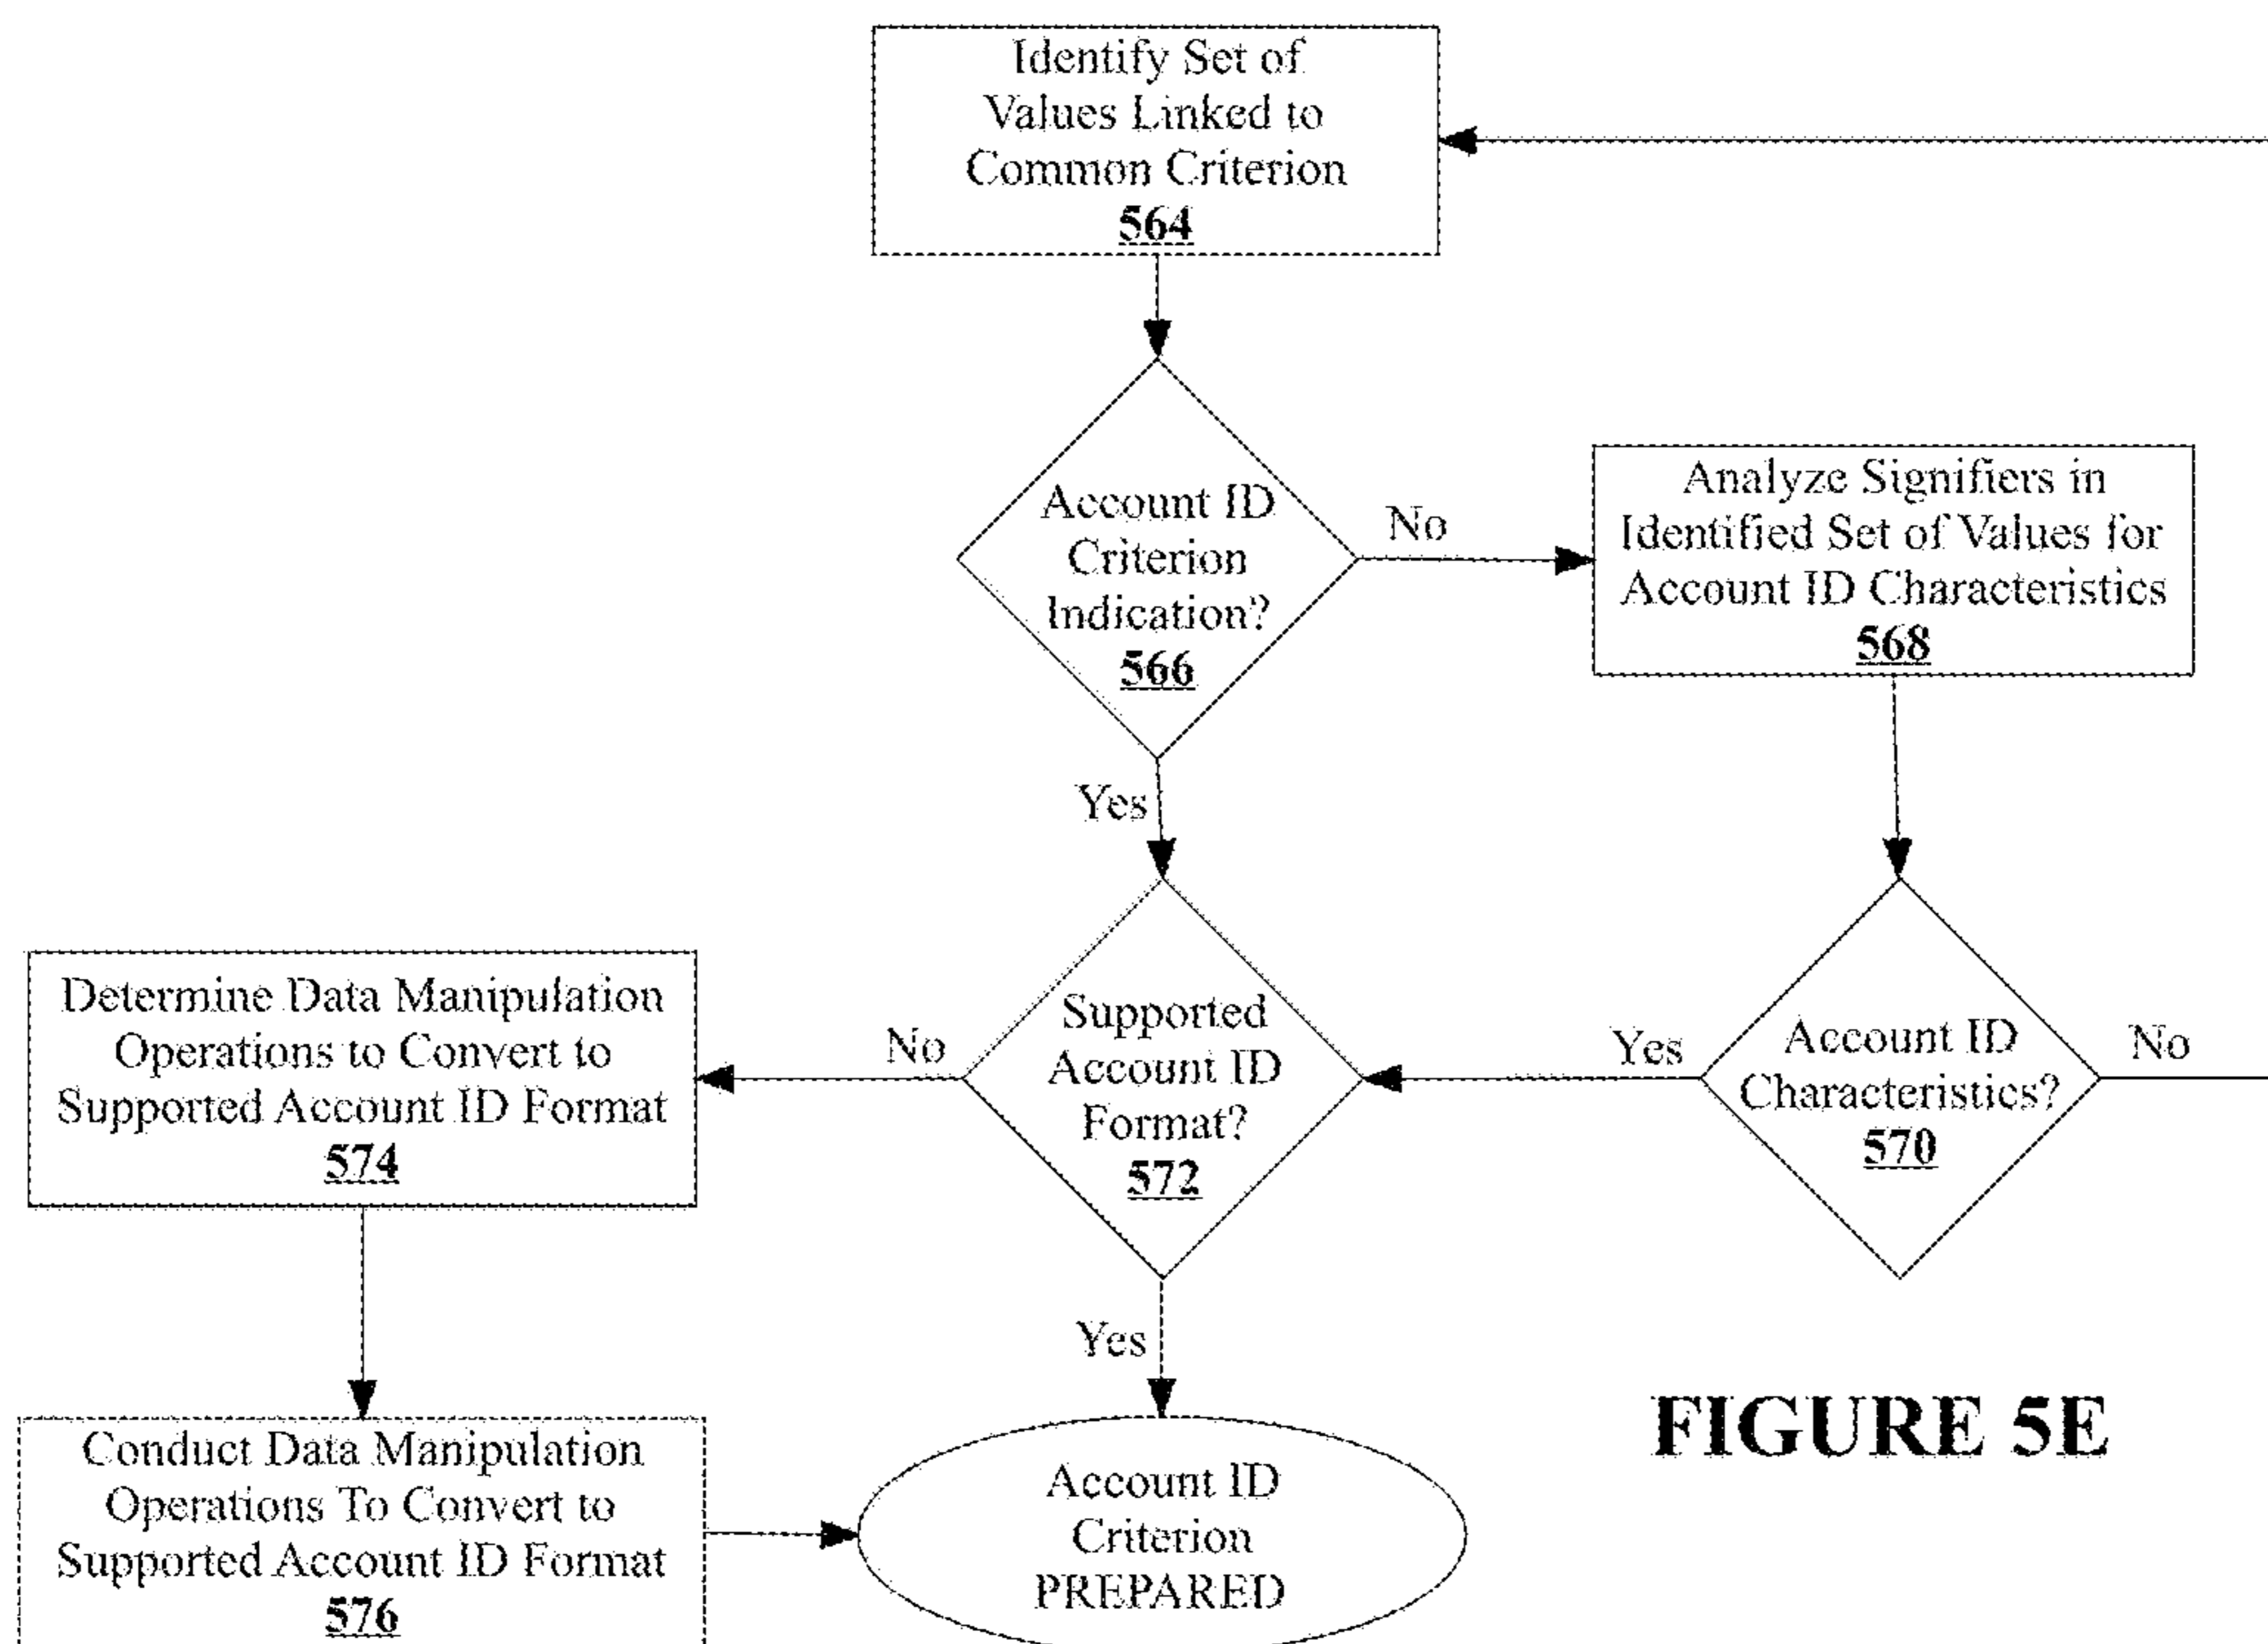 Identify Set of
Values Linked to
Common Criterion
564
Account ID
Criterion
Indication?
566
No
Analyze Signifiers in
Identified Set of Values for
Account ID Characteristics
568
Yes
Determine Data Manipulation
Operations to Convert to
Supported Account ID Format
574
No
Supported
Account ID
Format?
572
Yes
Account ID
Characteristics?
570
No
Yes
Conduct Data Manipulation
Operations To Convert to
Supported Account ID Format
576
Account ID
Criterion
PREPARED
FIGURE 5E